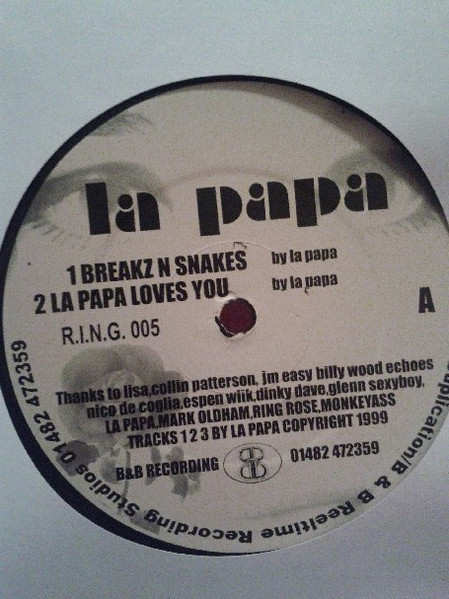 la papa
1 BREAKZ N SNAKES by la papa
2 LA PAPA LOVES YOU by la papa
R.I.N.G. 005
A
Thanks to lisa,collin patterson, jm easy billy wood echoes
nico de coglia,espen wiik,dinky dave,glenn sexyboy,
LA PAPA,MARK OLDHAM,RING ROSE,MONKEYASS
TRACKS 1 2 3 BY LA PAPA COPYRIGHT 1999
B&B RECORDING BB 01482 472359
plication/B & B Reeltime Recording Studios 01482 472359